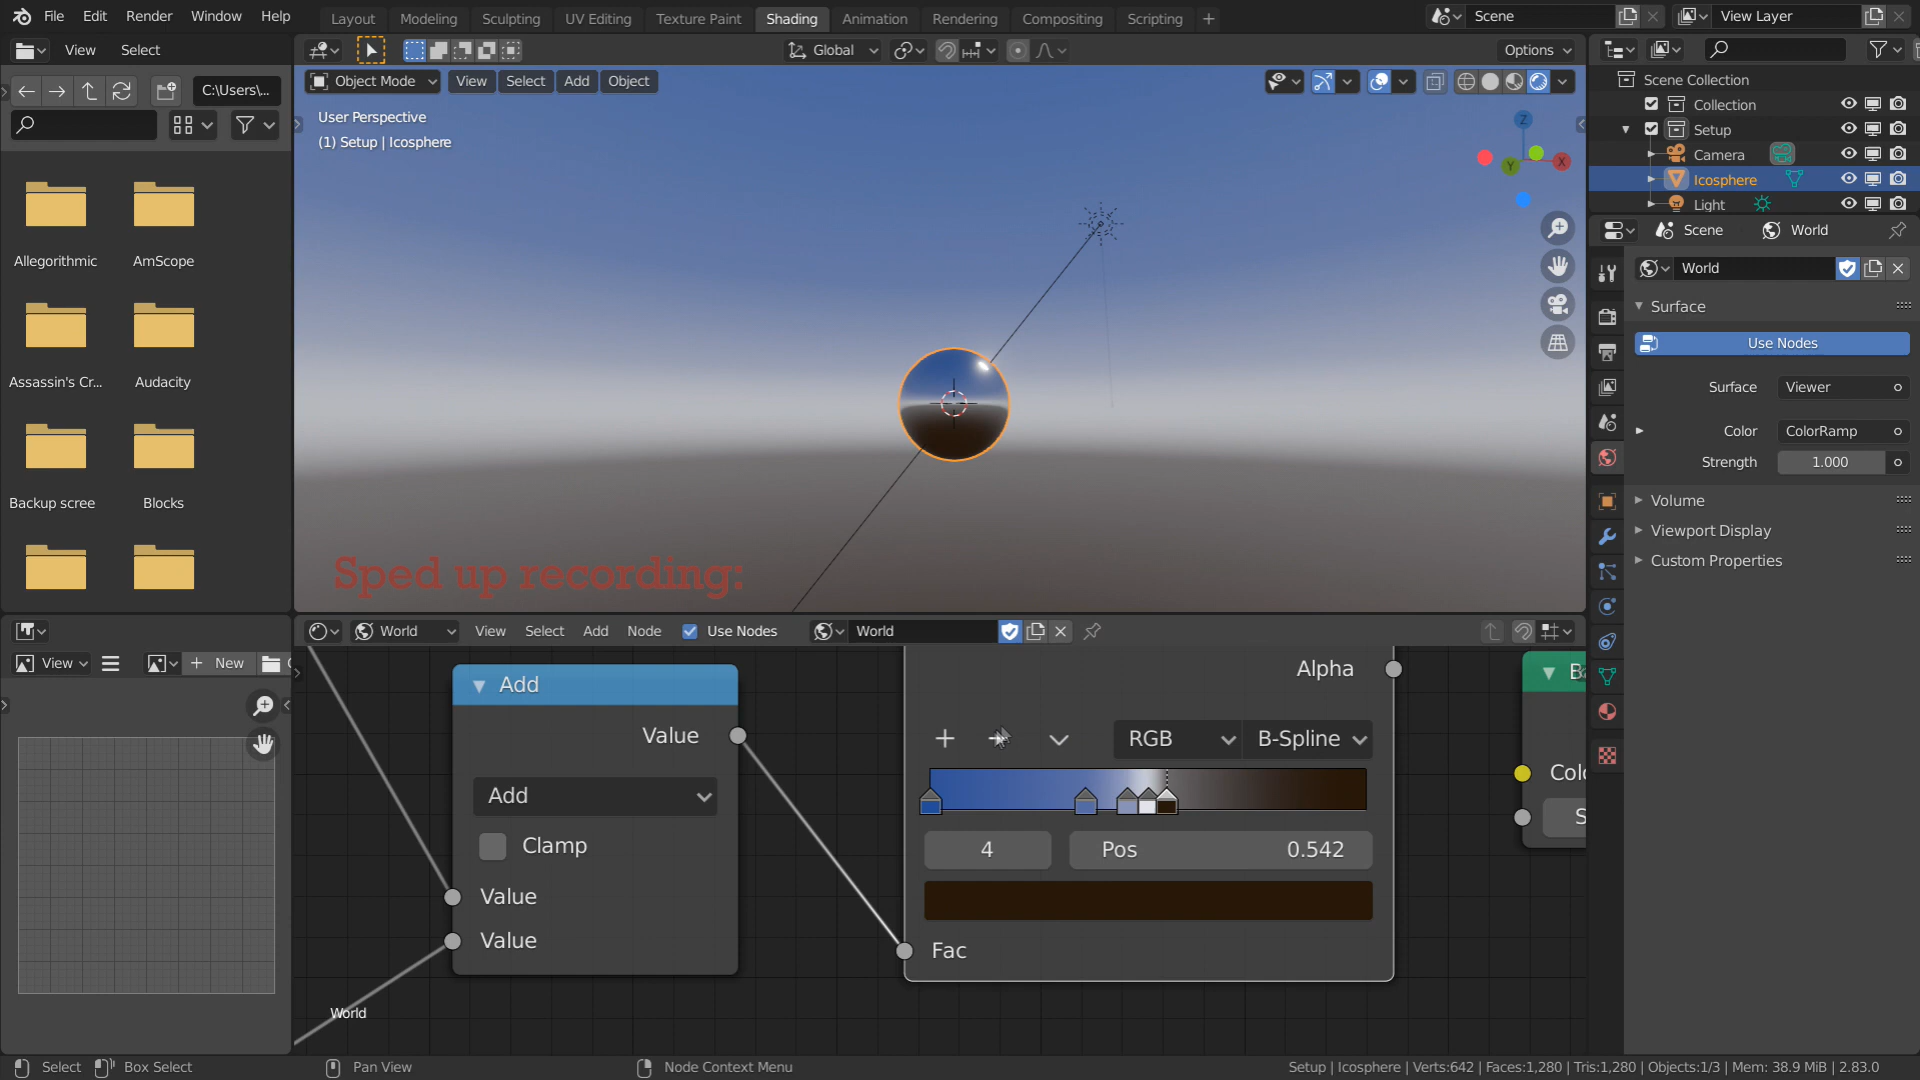 File Edit Render Window Help
Layout Modeling Sculpting UV Editing Texture Paint Shading Animation Rendering Compositing Scripting
Scene
View Layer
View Select
Global
Options
C:\Users\...
Object Mode View Select Add Object
User Perspective
(1) Setup | Icosphere
Z
X
Y
Scene Collection
Collection
Setup
Camera
Icosphere
Light
Scene World
World
Surface
Use Nodes
Surface Viewer
Color ColorRamp
Strength 1.000
Volume
Viewport Display
Custom Properties
Allegorithmic AmScope
Assassin's Cr... Audacity
Backup scree Blocks
Sped up recording:
World View Select Add Node Use Nodes World
View New
Add
Value
Add
Clamp
Value
Value
World
Alpha
RGB B-Spline
4 Pos 0.542
Fac
Select Box Select Pan View Node Context Menu
Setup | Icosphere | Verts:642 | Faces:1,280 | Tris:1,280 | Objects:1/3 | Mem: 38.9 MiB | 2.83.0